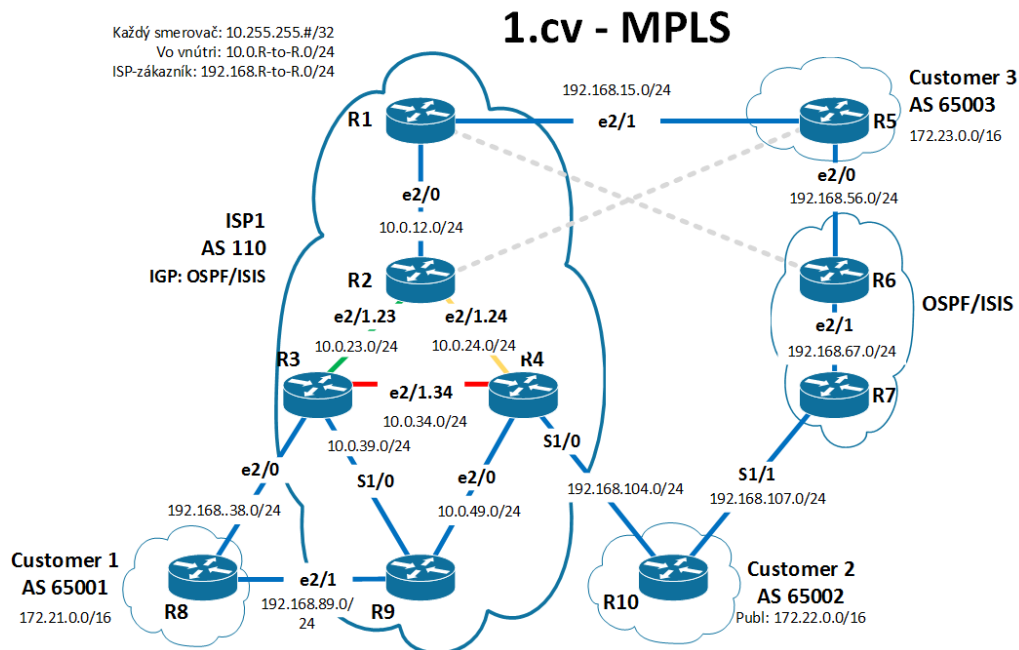 1.cv - MPLS
Každý smerovač: 10.255.255.#/32
Vo vnútri: 10.0.R-to-R.0/24
ISP-zákazník: 192.168.R-to-R.0/24
Customer 3
AS 65003
172.23.0.0/16
192.168.15.0/24
R1
e2/1
R5
e2/0
10.0.12.0/24
e2/0
192.168.56.0/24
ISP1
AS 110
IGP: OSPF/ISIS
R2
R6
OSPF/ISIS
e2/1.23
e2/1.24
e2/1
10.0.23.0/24
10.0.24.0/24
192.168.67.0/24
R3
R4
e2/1.34
R7
10.0.34.0/24
10.0.39.0/24
S1/0
e2/0
S1/0
e2/0
S1/1
192.168..38.0/24
10.0.49.0/24
192.168.104.0/24
192.168.107.0/24
Customer 1
AS 65001
172.21.0.0/16
R8
e2/1
192.168.89.0/
24
R9
R10
Customer 2
AS 65002
Publ: 172.22.0.0/16